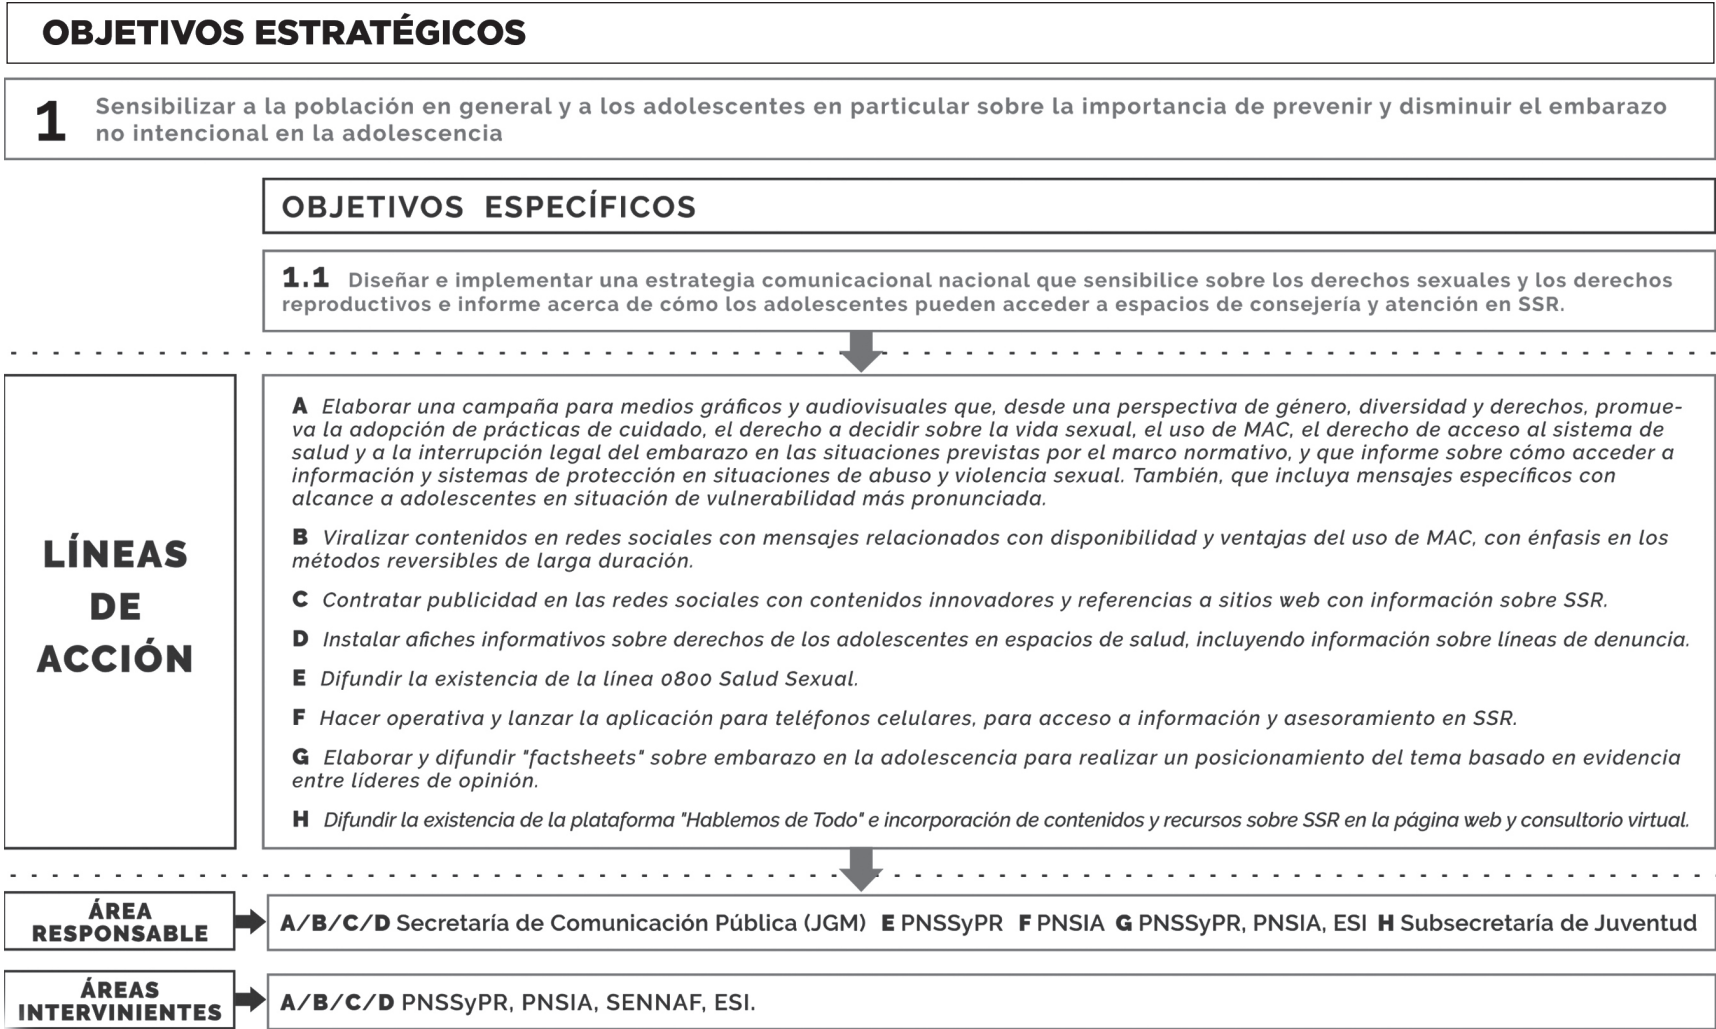 OBJETIVOS ESTRATÉGICOS
1 Sensibilizar a la población en general y a los adolescentes en particular sobre la importancia de prevenir y disminuir el embarazo
no intencional en la adolescencia
OBJETIVOS ESPECÍFICOS
1.1 Diseñar e implementar una estrategia comunicacional nacional que sensibilice sobre los derechos sexuales y los derechos
reproductivos e informe acerca de cómo los adolescentes pueden acceder a espacios de consejería y atención en SSR.
LÍNEAS
DE
ACCIÓN
A Elaborar una campaña para medios gráficos y audiovisuales que, desde una perspectiva de género, diversidad y derechos, promue-
va la adopción de prácticas de cuidado, el derecho a decidir sobre la vida sexual, el uso de MAC, el derecho de acceso al sistema de
salud y a la interrupción legal del embarazo en las situaciones previstas por el marco normativo, y que informe sobre cómo acceder a
información y sistemas de protección en situaciones de abuso y violencia sexual. También, que incluya mensajes específicos con
alcance a adolescentes en situación de vulnerabilidad más pronunciada.
B Viralizar contenidos en redes sociales con mensajes relacionados con disponibilidad y ventajas del uso de MAC, con énfasis en los
métodos reversibles de larga duración.
C Contratar publicidad en las redes sociales con contenidos innovadores y referencias a sitios web con información sobre SSR.
D Instalar afiches informativos sobre derechos de los adolescentes en espacios de salud, incluyendo información sobre líneas de denuncia.
E Difundir la existencia de la línea 0800 Salud Sexual.
F Hacer operativa y lanzar la aplicación para teléfonos celulares, para acceso a información y asesoramiento en SSR.
G Elaborar y difundir "factsheets" sobre embarazo en la adolescencia para realizar un posicionamiento del tema basado en evidencia
entre líderes de opinión.
H Difundir la existencia de la plataforma "Hablemos de Todo" e incorporación de contenidos y recursos sobre SSR en la página web y consultorio virtual.
ÁREA
RESPONSABLE
A/B/C/D Secretaría de Comunicación Pública (JGM) E PNSSyPR F PNSIA G PNSSyPR, PNSIA, ESI H Subsecretaría de Juventud
ÁREAS
INTERVINIENTES
A/B/C/D PNSSyPR, PNSIA, SENNAF, ESI.